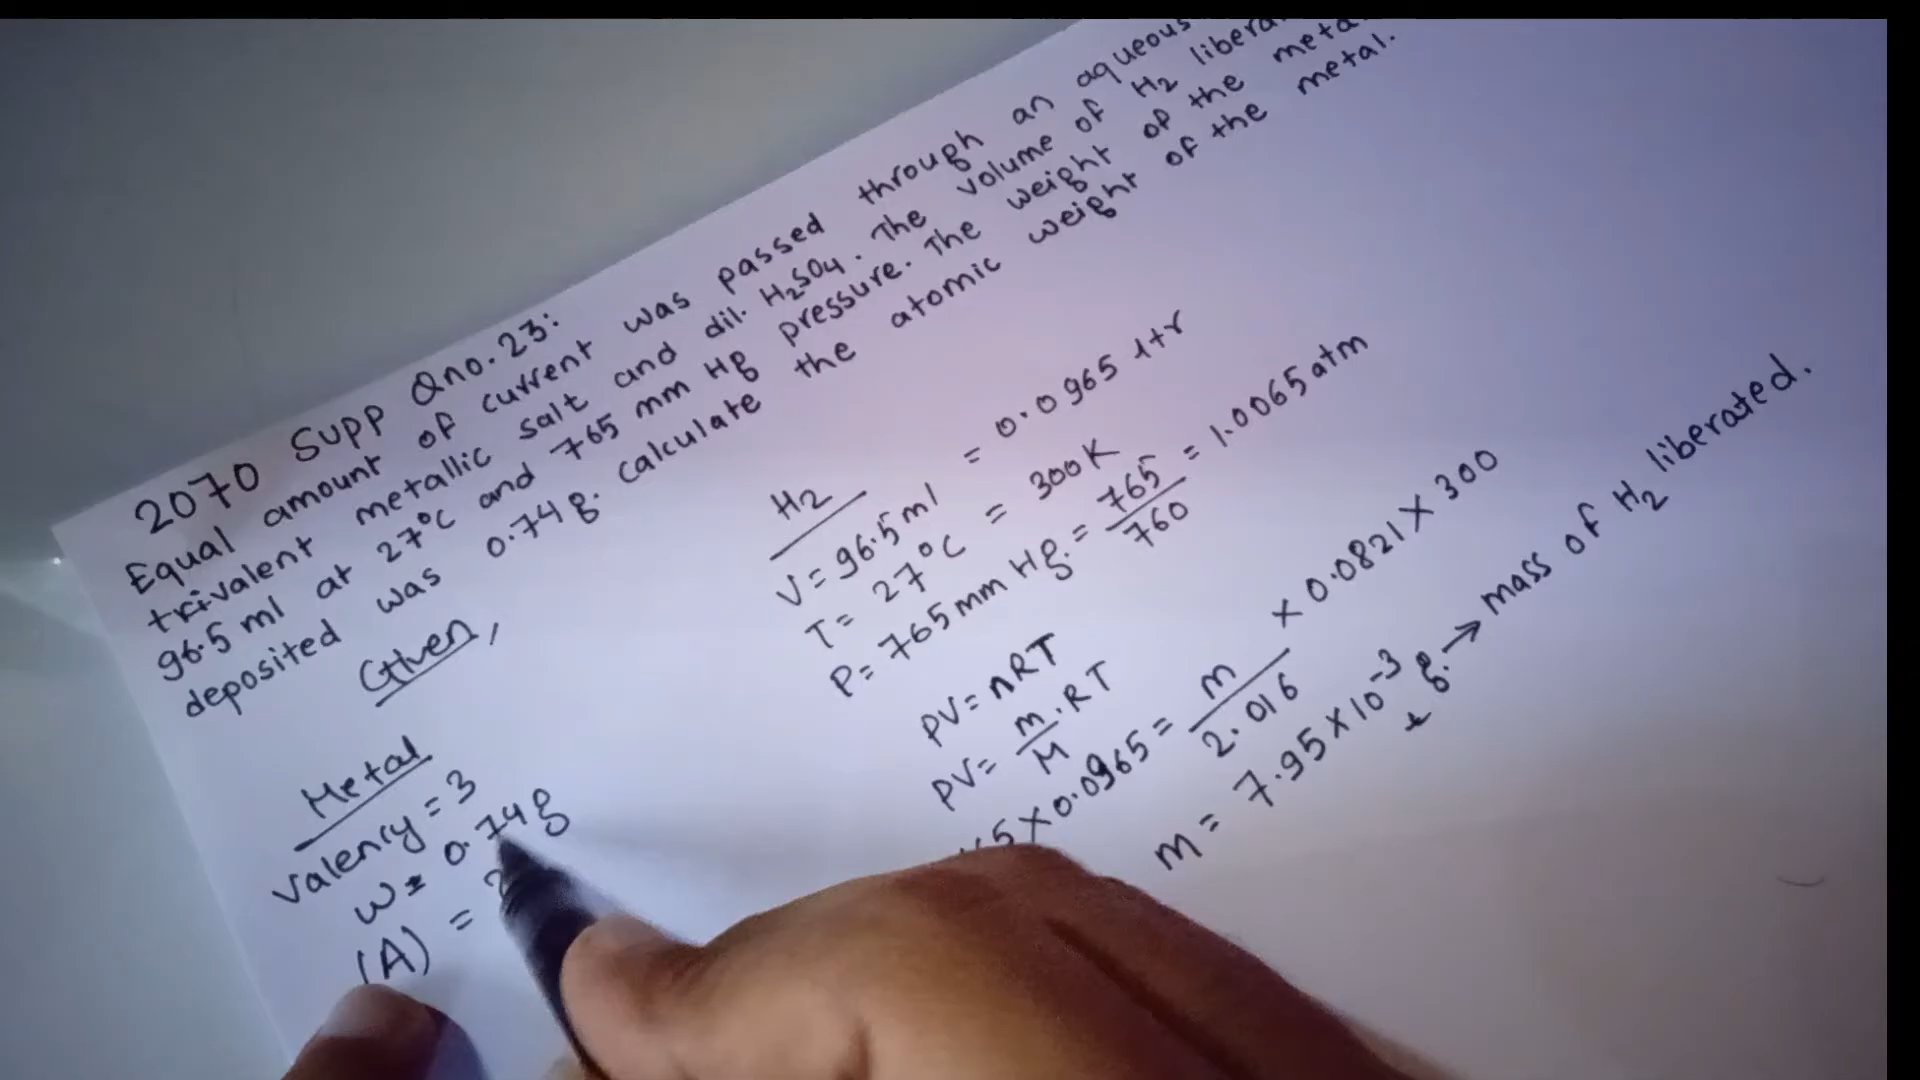 2070 Supp Qno.23:
Equal amount of current was passed through an aqueous
trivalent metallic salt and dil. H₂SO₄. The volume of H₂
96.5 ml at 27°C and 765 mm Hg pressure. The weight of the
deposited was 0.74g. calculate the atomic weight of the metal.
Given,
Metal
Valency = 3
W = 0.74g
(A) =
H₂
V = 96.5 ml = 0.0965 ltr
T = 27°C = 300K
P = 765 mm Hg. = 765/760 = 1.0065 atm
PV = nRT
PV = m/M . RT
65 X 0.0965 = m/2.016 X 0.0821 X 300
m = 7.95 X 10⁻³ g. → mass of H₂ liberated.